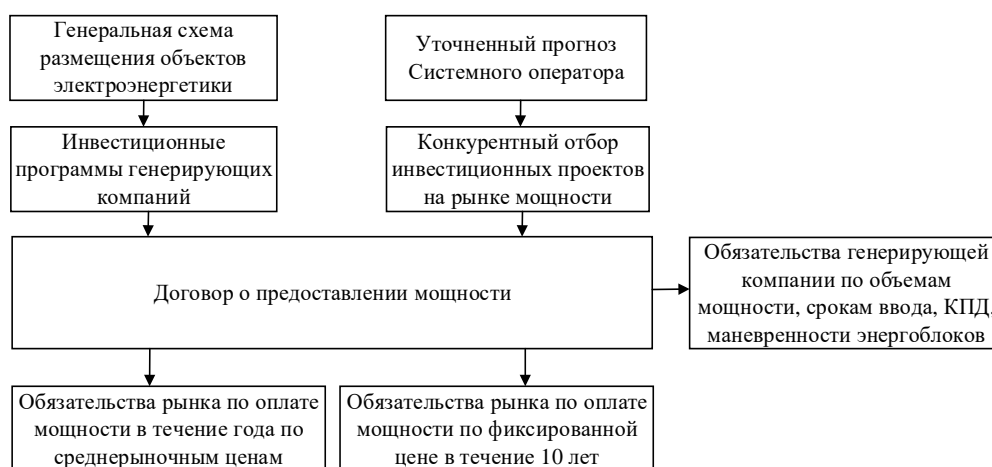 Генеральная схема
размещения объектов
электроэнергетики
Уточненный прогноз
Системного оператора
Инвестиционные
программы генерирующих
компаний
Конкурентный отбор
инвестиционных проектов
на рынке мощности
Договор о предоставлении мощности
Обязательства генерирующей
компании по объемам
мощности, срокам ввода, КПД,
маневренности энергоблоков
Обязательства рынка по оплате
мощности в течение года по
среднерыночным ценам
Обязательства рынка по оплате
мощности по фиксированной
цене в течение 10 лет